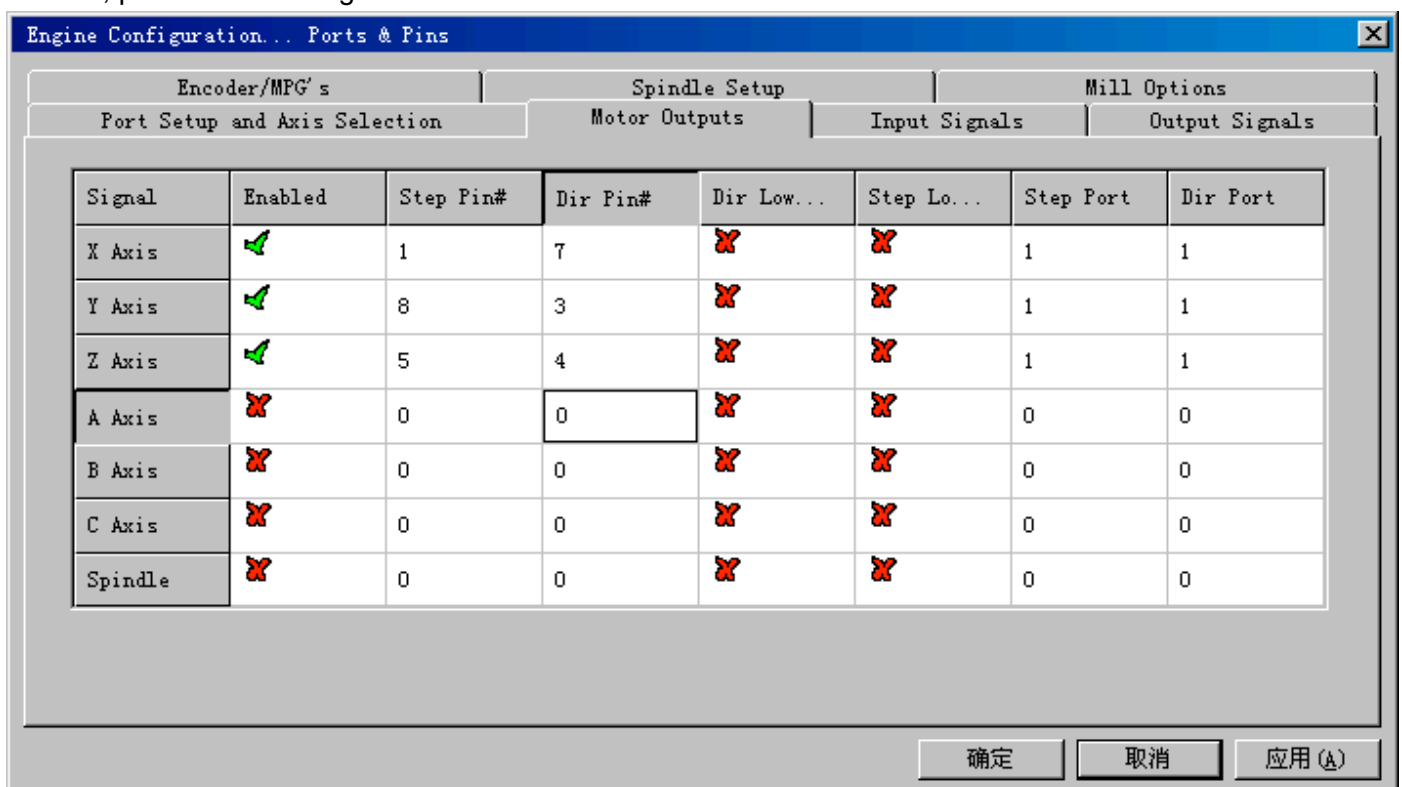 Engine Configuration... Ports & Pins
Encoder/MPG's Spindle Setup Mill Options
Port Setup and Axis Selection Motor Outputs Input Signals Output Signals
Signal Enabled Step Pin# Dir Pin# Dir Low... Step Lo... Step Port Dir Port
X Axis 1 7 1 1
Y Axis 8 3 1 1
Z Axis 5 4 1 1
A Axis 0 0 0 0
B Axis 0 0 0 0
C Axis 0 0 0 0
Spindle 0 0 0 0
确定 取消 应用(A)